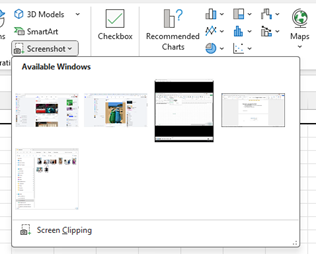 3D Models
SmartArt
Screenshot
Checkbox
Recommended
Charts
Maps
Available Windows
Screen Clipping